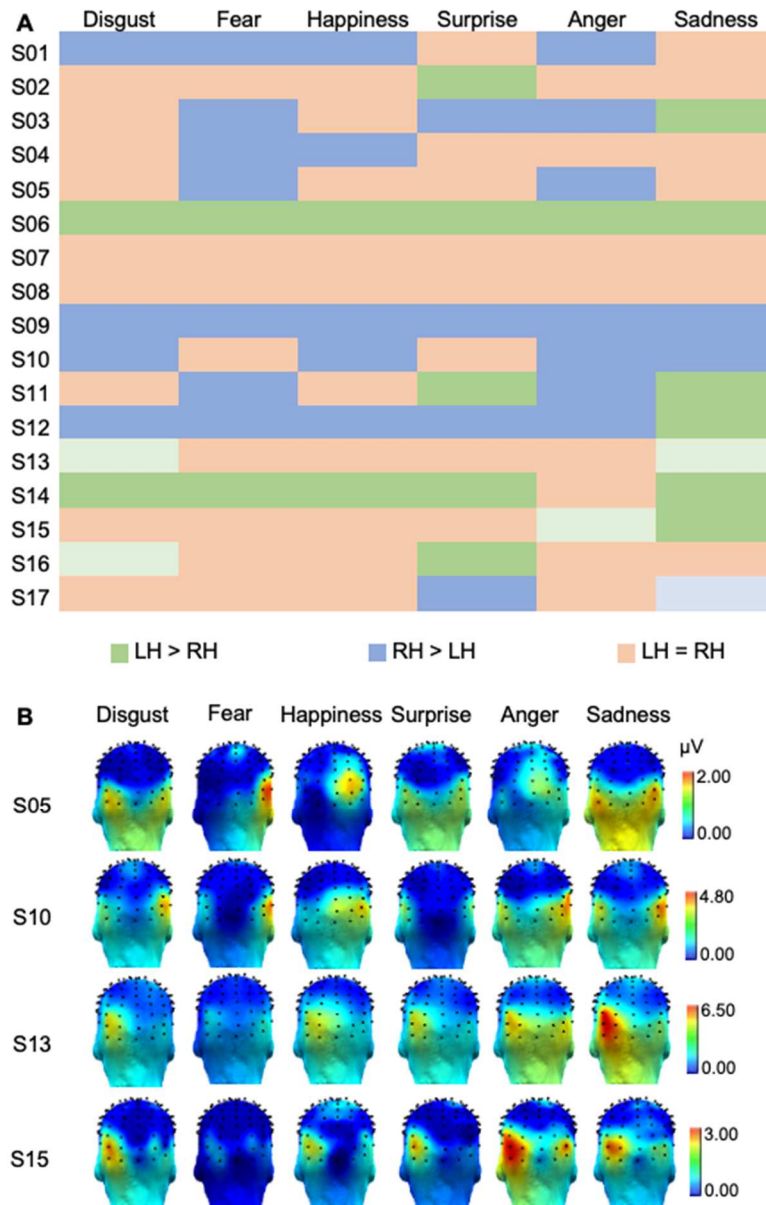 A Disgust Fear Happiness Surprise Anger Sadness
S01
S02
S03
S04
S05
S06
S07
S08
S09
S10
S11
S12
S13
S14
S15
S16
S17
LH > RH RH > LH LH = RH
B Disgust Fear Happiness Surprise Anger Sadness
µV
S05 2.00
0.00
S10 4.80
0.00
S13 6.50
0.00
S15 3.00
0.00